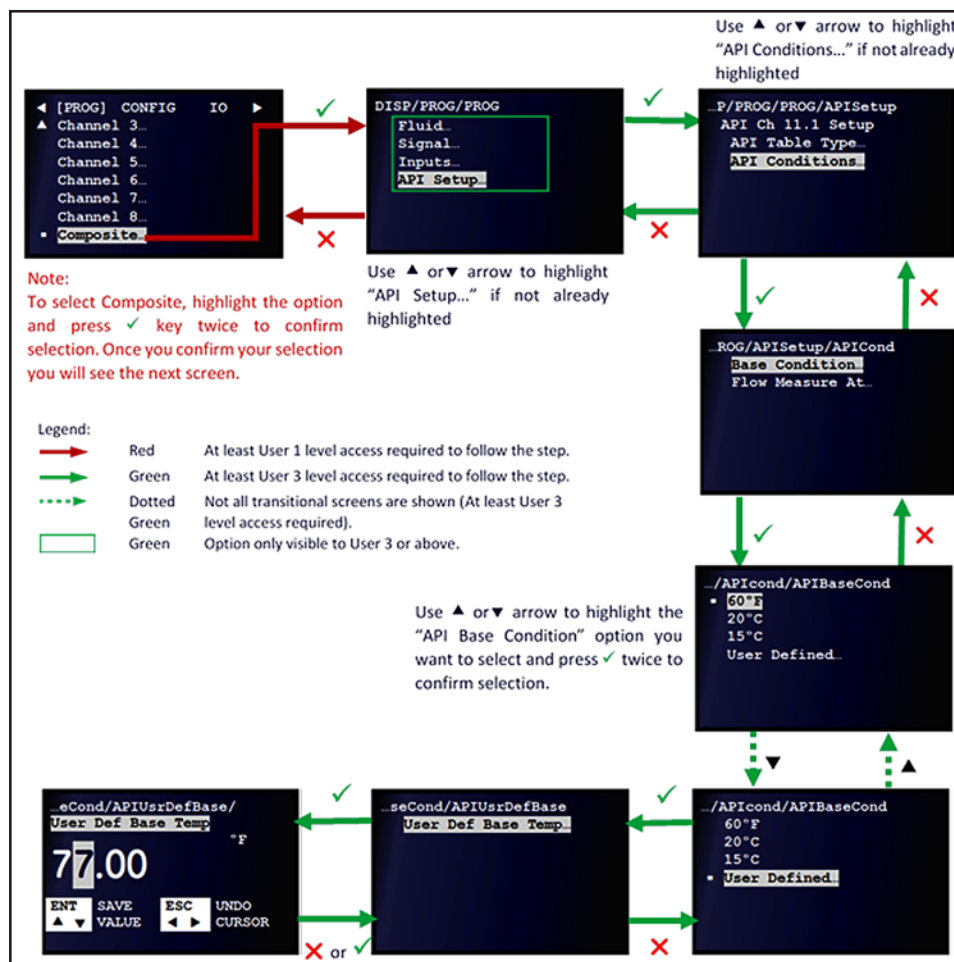 Use ▲ or▼ arrow to highlight
“API Conditions...” if not already
highlighted
◄ [PROG] CONFIG IO ►
▲ Channel 3…
Channel 4…
Channel 5…
Channel 6…
Channel 7…
Channel 8…
▪ Composite…
✓
✕
DISP/PROG/PROG
Fluid…
Signal…
Inputs…
API Setup…
✓
✕
…P/PROG/PROG/APISetup
API Ch 11.1 Setup
API Table Type…
API Conditions…
Note:
To select Composite, highlight the option
and press ✓ key twice to confirm
selection. Once you confirm your selection
you will see the next screen.
Use ▲ or▼ arrow to highlight
“API Setup...” if not already
highlighted
✓
✕
…ROG/APISetup/APICond
Base Condition…
Flow Measure At…
Legend:
Red At least User 1 level access required to follow the step.
Green At least User 3 level access required to follow the step.
Dotted Not all transitional screens are shown (At least User 3
Green level access required).
Green Option only visible to User 3 or above.
✓
✕
…/APIcond/APIBaseCond
▪ 60°F
20°C
15°C
User Defined…
Use ▲ or▼ arrow to highlight the
“API Base Condition” option you
want to select and press ✓ twice to
confirm selection.
▼
▲
…/APIcond/APIBaseCond
60°F
20°C
15°C
▪ User Defined…
✓
✕
…seCond/APIUsrDefBase
User Def Base Temp…
✓
✕ or ✓
…eCond/APIUsrDefBase/
User Def Base Temp
°F
77.00
ENT SAVE ESC UNDO
▲ ▼ VALUE ◄ ► CURSOR